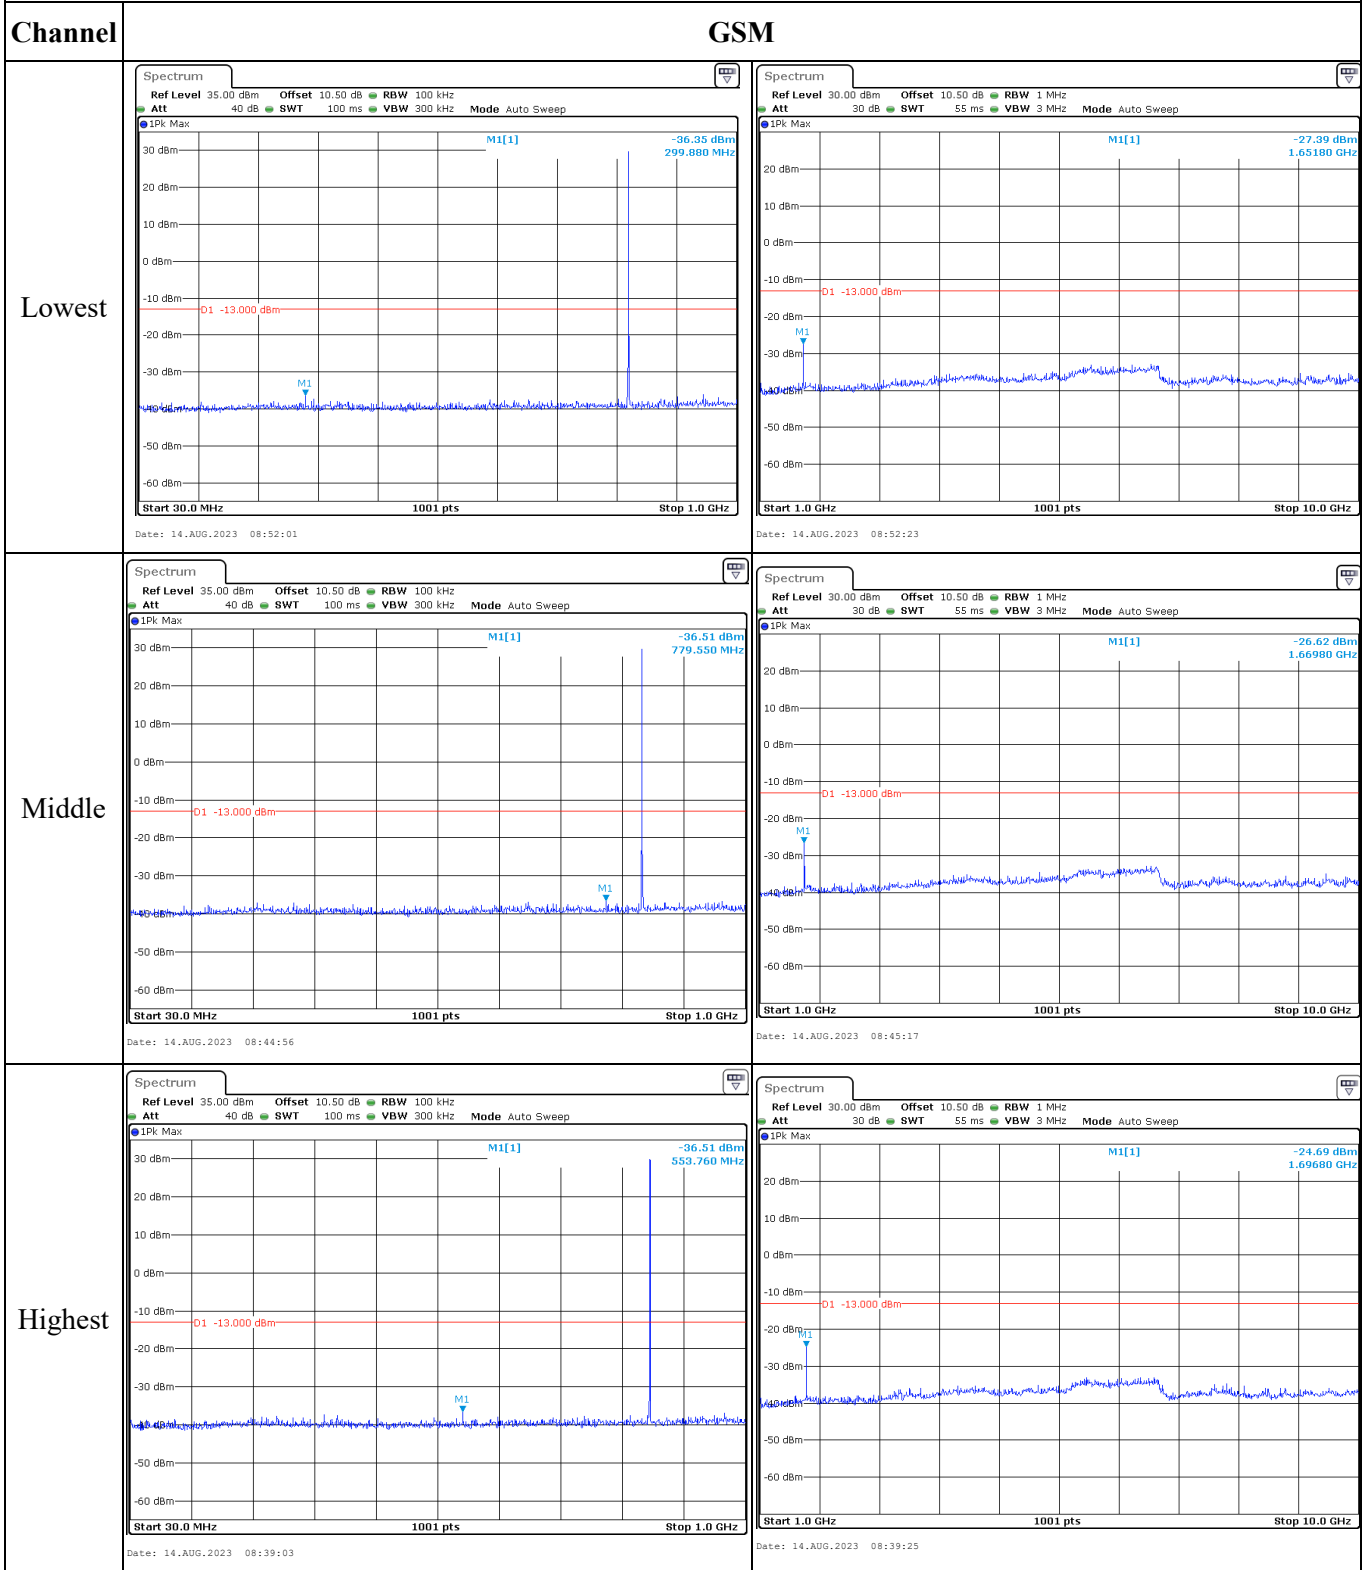 Channel GSM
Lowest
Spectrum
Ref Level 35.00 dBm Offset 10.50 dB RBW 100 kHz
Att 40 dB SWT 100 ms VBW 300 kHz Mode Auto Sweep
1Pk Max
M1[1] -36.35 dBm
299.880 MHz
30 dBm
20 dBm
10 dBm
0 dBm
-10 dBm
D1 -13.000 dBm
-20 dBm
-30 dBm
M1
-40 dBm
-50 dBm
-60 dBm
Start 30.0 MHz 1001 pts Stop 1.0 GHz
Date: 14.AUG.2023 08:52:01
Spectrum
Ref Level 30.00 dBm Offset 10.50 dB RBW 1 MHz
Att 30 dB SWT 55 ms VBW 3 MHz Mode Auto Sweep
1Pk Max
M1[1] -27.39 dBm
1.65180 GHz
20 dBm
10 dBm
0 dBm
-10 dBm
D1 -13.000 dBm
-20 dBm
M1
-30 dBm
-40 dBm
-50 dBm
-60 dBm
Start 1.0 GHz 1001 pts Stop 10.0 GHz
Date: 14.AUG.2023 08:52:23
Middle
Spectrum
Ref Level 35.00 dBm Offset 10.50 dB RBW 100 kHz
Att 40 dB SWT 100 ms VBW 300 kHz Mode Auto Sweep
1Pk Max
M1[1] -36.51 dBm
779.550 MHz
30 dBm
20 dBm
10 dBm
0 dBm
-10 dBm
D1 -13.000 dBm
-20 dBm
-30 dBm
M1
-40 dBm
-50 dBm
-60 dBm
Start 30.0 MHz 1001 pts Stop 1.0 GHz
Date: 14.AUG.2023 08:44:56
Spectrum
Ref Level 30.00 dBm Offset 10.50 dB RBW 1 MHz
Att 30 dB SWT 55 ms VBW 3 MHz Mode Auto Sweep
1Pk Max
M1[1] -26.62 dBm
1.66980 GHz
20 dBm
10 dBm
0 dBm
-10 dBm
D1 -13.000 dBm
-20 dBm
M1
-30 dBm
-40 dBm
-50 dBm
-60 dBm
Start 1.0 GHz 1001 pts Stop 10.0 GHz
Date: 14.AUG.2023 08:45:17
Highest
Spectrum
Ref Level 35.00 dBm Offset 10.50 dB RBW 100 kHz
Att 40 dB SWT 100 ms VBW 300 kHz Mode Auto Sweep
1Pk Max
M1[1] -36.51 dBm
553.760 MHz
30 dBm
20 dBm
10 dBm
0 dBm
-10 dBm
D1 -13.000 dBm
-20 dBm
-30 dBm
M1
-40 dBm
-50 dBm
-60 dBm
Start 30.0 MHz 1001 pts Stop 1.0 GHz
Date: 14.AUG.2023 08:39:03
Spectrum
Ref Level 30.00 dBm Offset 10.50 dB RBW 1 MHz
Att 30 dB SWT 55 ms VBW 3 MHz Mode Auto Sweep
1Pk Max
M1[1] -24.69 dBm
1.69680 GHz
20 dBm
10 dBm
0 dBm
-10 dBm
D1 -13.000 dBm
-20 dBm
M1
-30 dBm
-40 dBm
-50 dBm
-60 dBm
Start 1.0 GHz 1001 pts Stop 10.0 GHz
Date: 14.AUG.2023 08:39:25